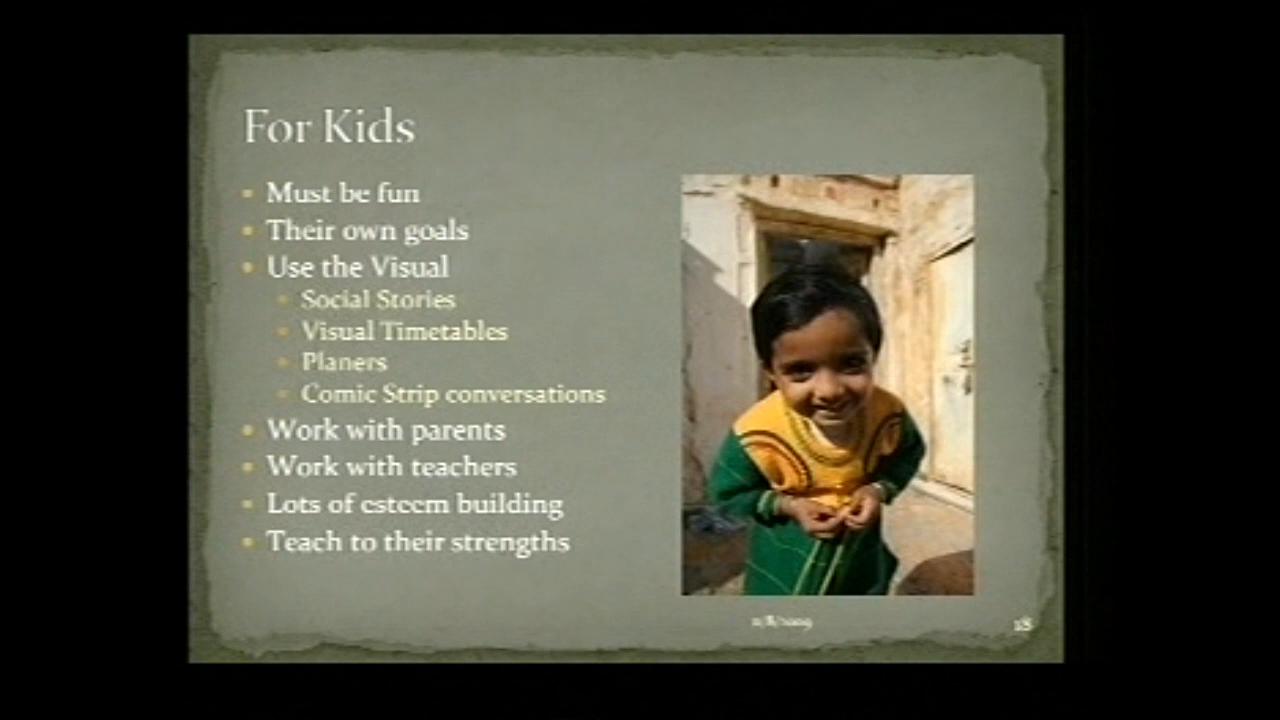 For Kids
Must be fun
Their own goals
Use the Visual
Social Stories
Visual Timetables
Planers
Comic Strip conversations
Work with parents
Work with teachers
Lots of esteem building
Teach to their strengths
18